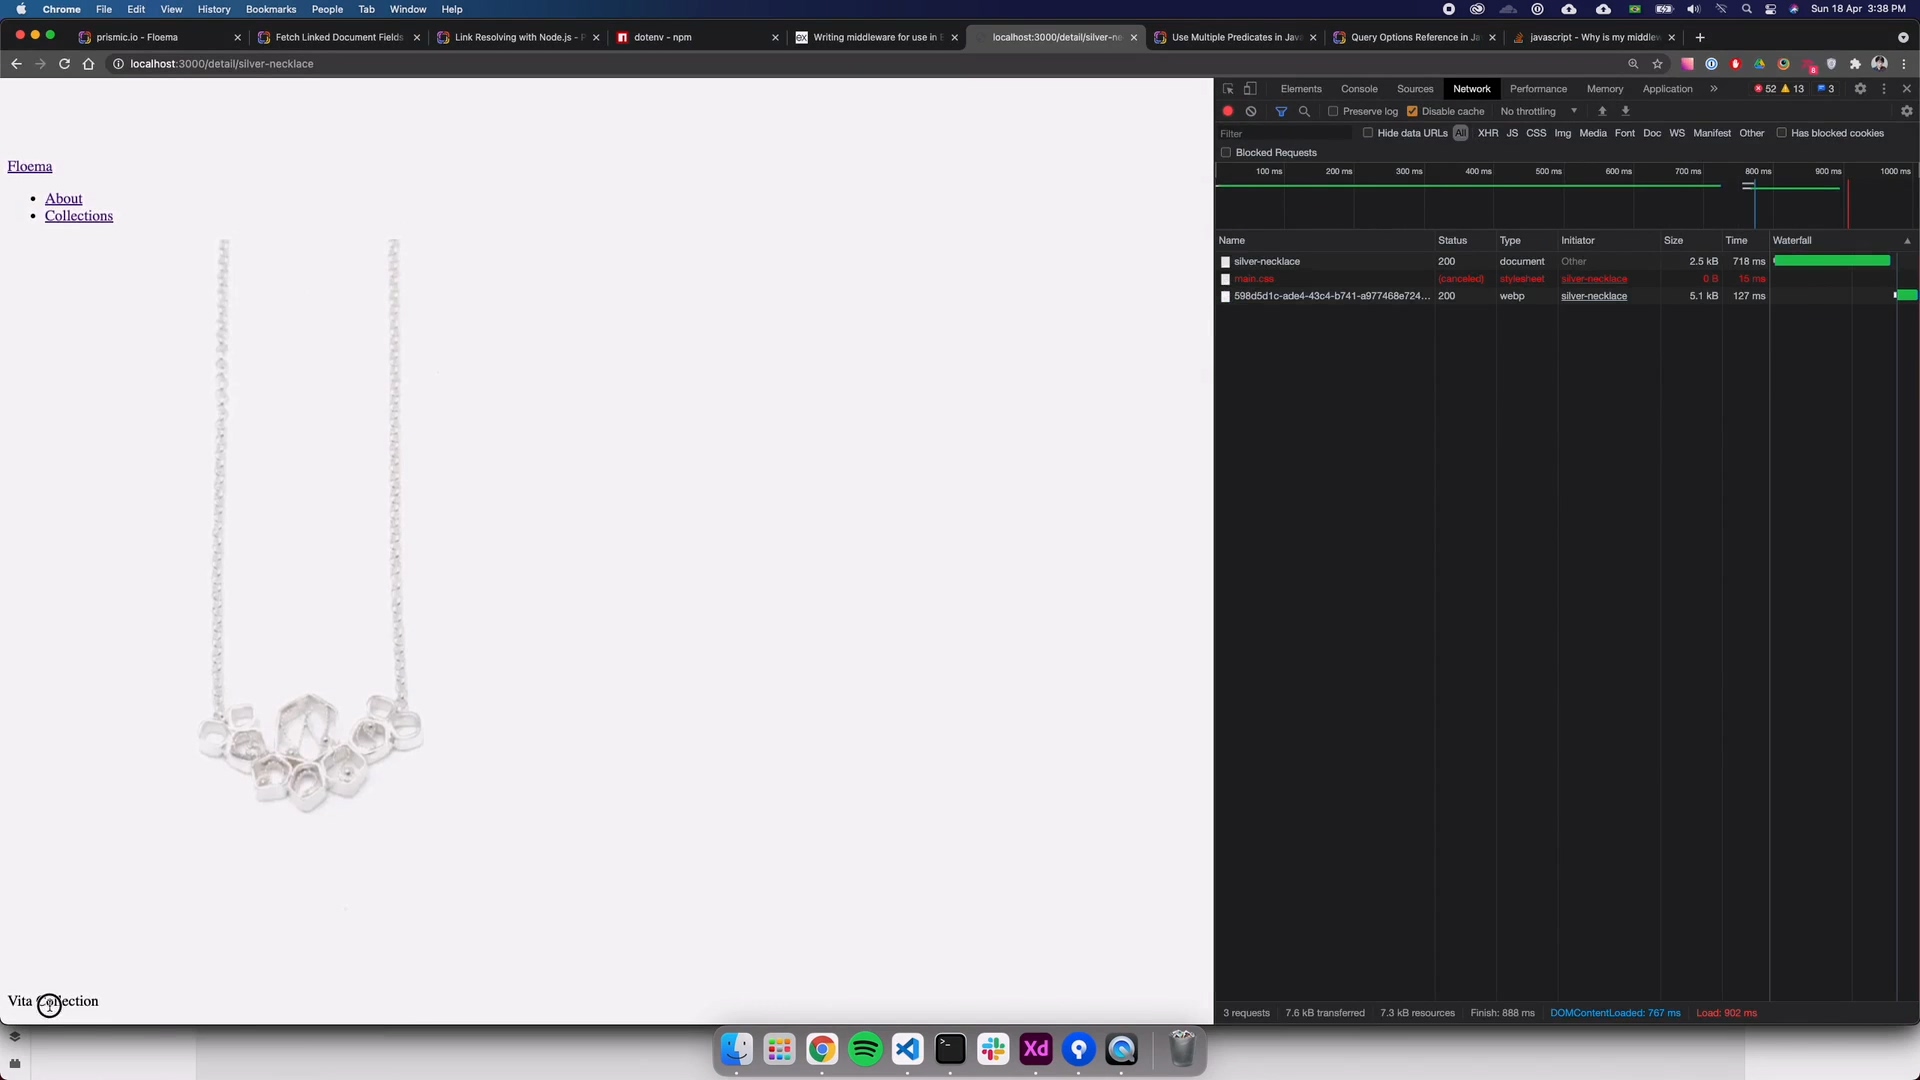 Chrome File Edit View History Bookmarks People Tab Window Help Sun 18 Apr 3:38 PM
prismic.io - Floema Fetch Linked Document Fields Link Resolving with Node.js - P dotenv - npm Writing middleware for use in E localhost:3000/detail/silver-ne Use Multiple Predicates in Java Query Options Reference in Ja javascript - Why is my middlew
localhost:3000/detail/silver-necklace 8
Elements Console Sources Network Performance Memory Application 52 13 3
Preserve log Disable cache No throttling
Filter Hide data URLs All XHR JS CSS Img Media Font Doc WS Manifest Other Has blocked cookies
Blocked Requests
100 ms 200 ms 300 ms 400 ms 500 ms 600 ms 700 ms 800 ms 900 ms 1000 ms
Name Status Type Initiator Size Time Waterfall
silver-necklace 200 document Other 2.5 kB 718 ms
main.css (canceled) stylesheet silver-necklace 0 B 15 ms
598d5d1c-ade4-43c4-b741-a977468e724... 200 webp silver-necklace 5.1 kB 127 ms
Floema
About
Collections
Vita Collection
3 requests 7.6 kB transferred 7.3 kB resources Finish: 888 ms DOMContentLoaded: 767 ms Load: 902 ms
Xd